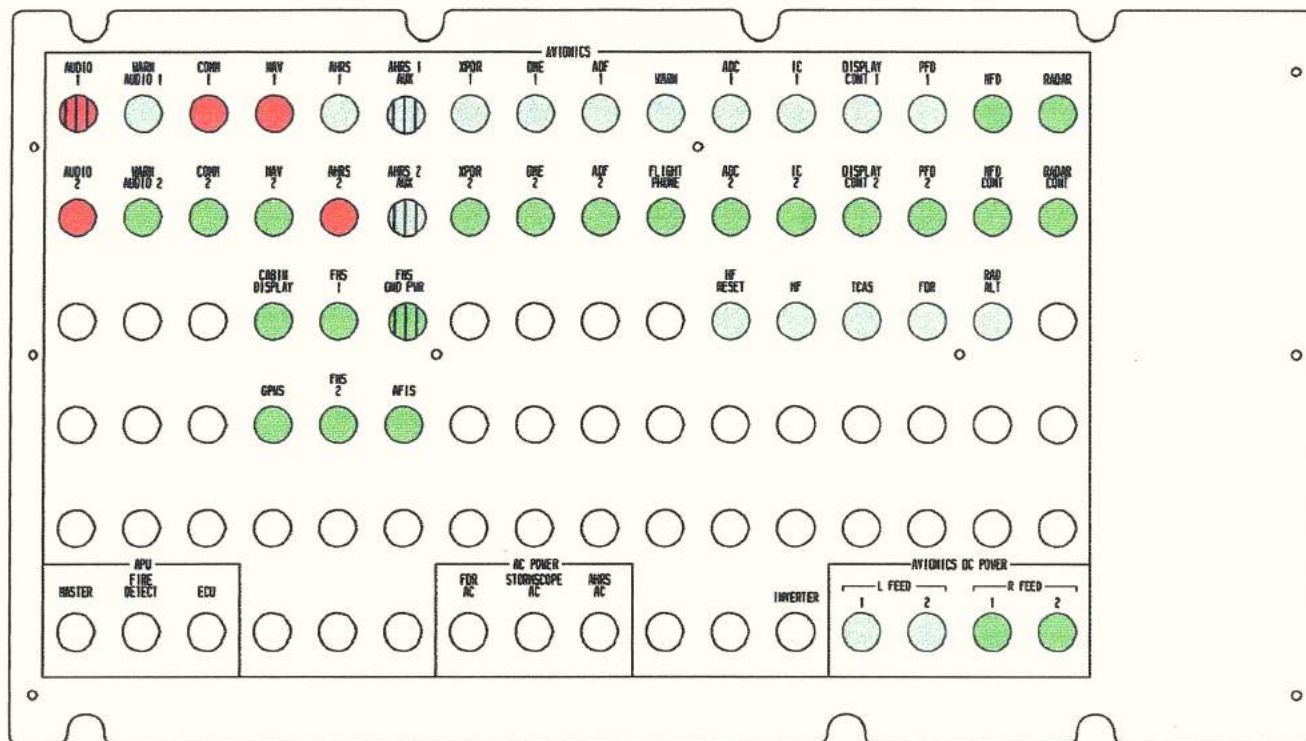 AVIONICS
AUDIO 1
WARN AUDIO 1
COMM 1
NAV 1
AHRS 1
AHRS 1 AUX
XPDR 1
DME 1
ADF 1
WARN
ADC 1
IC 1
DISPLAY CONT 1
PFD 1
MFD
RADAR
AUDIO 2
WARN AUDIO 2
COMM 2
NAV 2
AHRS 2
AHRS 2 AUX
XPDR 2
DME 2
ADF 2
FLIGHT PHONE
ADC 2
IC 2
DISPLAY CONT 2
PFD 2
MFD CONT
RADAR CONT
CABIN DISPLAY
FMS 1
FMS GND PWR
HF RESET
HF
TCAS
FDR
RAD ALT
GPWS
FMS 2
AFIS
APU
MASTER
FIRE DETECT
ECU
AC POWER
FDR AC
STORMSCOPE AC
AHRS AC
INVERTER
AVIONICS DC POWER
L FEED
R FEED
1 2 1 2